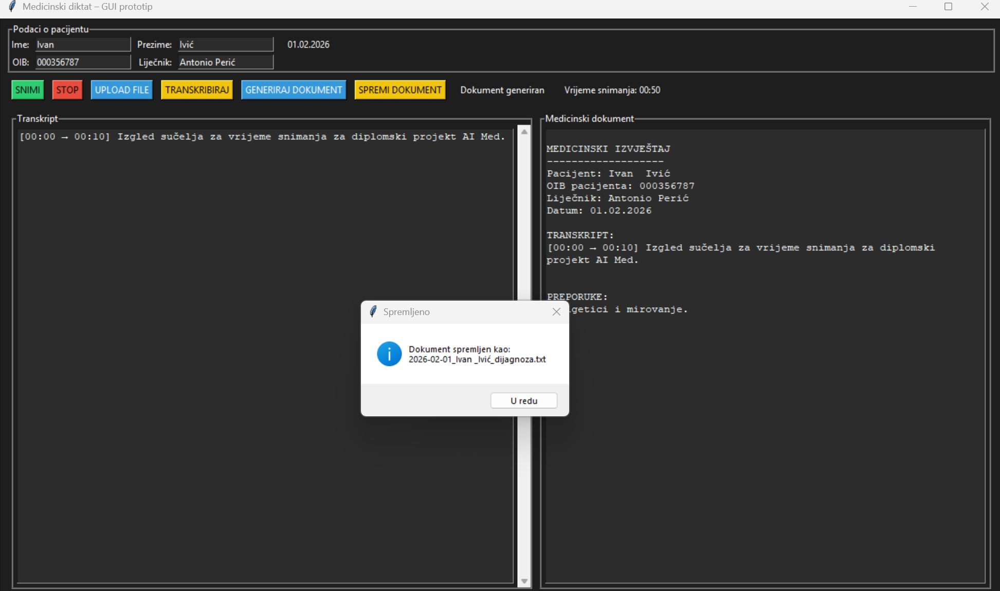 Medicinski diktat – GUI prototip
Podaci o pacijentu
Ime: Ivan Prezime: Ivić 01.02.2026
OIB: 000356787 Liječnik: Antonio Perić
SNIMI STOP UPLOAD FILE TRANSKRIBIRAJ GENERIRAJ DOKUMENT SPREMI DOKUMENT Dokument generiran Vrijeme snimanja: 00:50
Transkript
[00:00 → 00:10] Izgled sučelja za vrijeme snimanja za diplomski projekt AI Med.
Medicinski dokument
MEDICINSKI IZVJEŠTAJ
-------------------
Pacijent: Ivan  Ivić
OIB pacijenta: 000356787
Liječnik: Antonio Perić
Datum: 01.02.2026
TRANSKRIPT:
[00:00 → 00:10] Izgled sučelja za vrijeme snimanja za diplomski
projekt AI Med.
PREPORUKE:
i mirovanje.
Spremljeno
Dokument spremljen kao:
2026-02-01_Ivan _Ivić_dijagnoza.txt
U redu